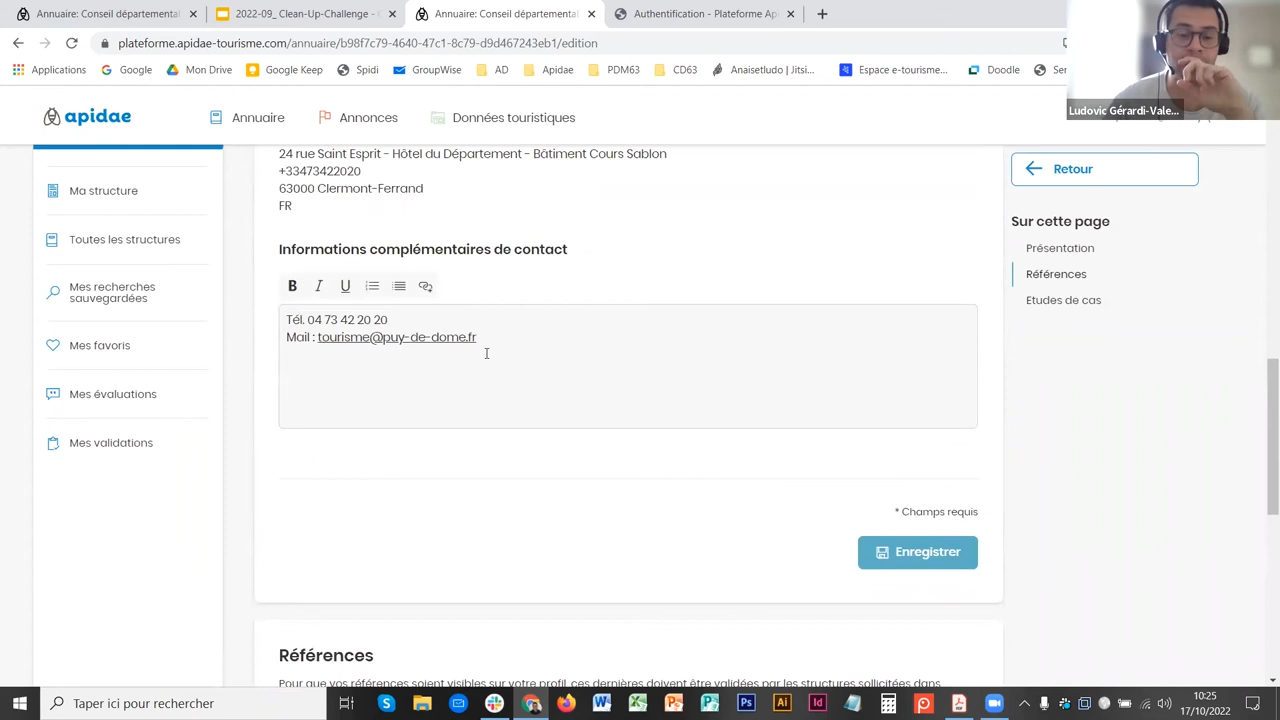 Annuaire: Conseil départemental
2022-09_ Clean-Up-Challenge -
Annuaire: Conseil départemental
Authentification - Plateforme Ap
plateforme.apidae-tourisme.com/annuaire/b98f7c79-4640-47c1-8c79-d9d467243eb1/edition
Applications
Google
Mon Drive
Google Keep
Spidi
GroupWise
AD
Apidae
PDM63
CD63
Anaisetludo | Jitsi...
Espace e-tourisme...
Doodle
Ser
Ludovic Gérardi-Vale...
apidae
Annuaire
Annonces
Données touristiques
24 rue Saint Esprit - Hôtel du Département - Bâtiment Cours Sablon
+33473422020
63000 Clermont-Ferrand
FR
Retour
Ma structure
Toutes les structures
Mes recherches
sauvegardées
Mes favoris
Mes évaluations
Mes validations
Sur cette page
Présentation
Références
Etudes de cas
Informations complémentaires de contact
B I U
Tél. 04 73 42 20 20
Mail : tourisme@puy-de-dome.fr
* Champs requis
Enregistrer
Références
Pour que vos références soient visibles sur votre profil, ces dernières doivent être validées par les structures sollicitées dans
Taper ici pour rechercher
10:25
17/10/2022